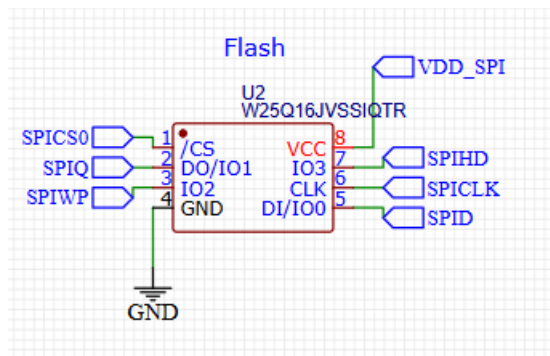 Flash
VDD_SPI
U2
W25Q16JVSSIQTR
SPICS0 1 /CS VCC 8
SPIQ 2 DO/IO1 IO3 7 SPIHD
SPIWP 3 IO2 CLK 6 SPICLK
4 GND DI/IO0 5 SPID
GND